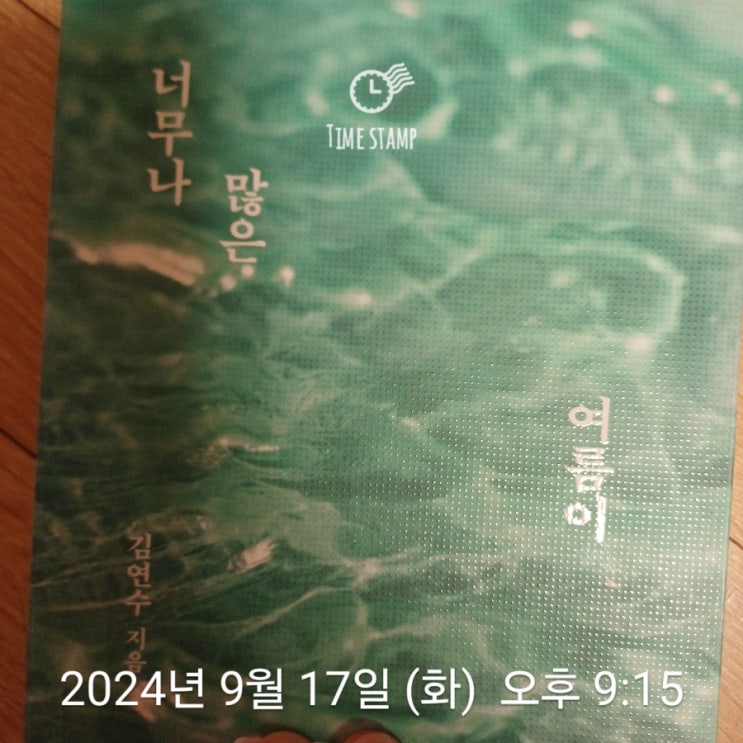 TIME STAMP
너무나
많은
여름이
김연수 지음
2024년 9월 17일 (화) 오후 9:15